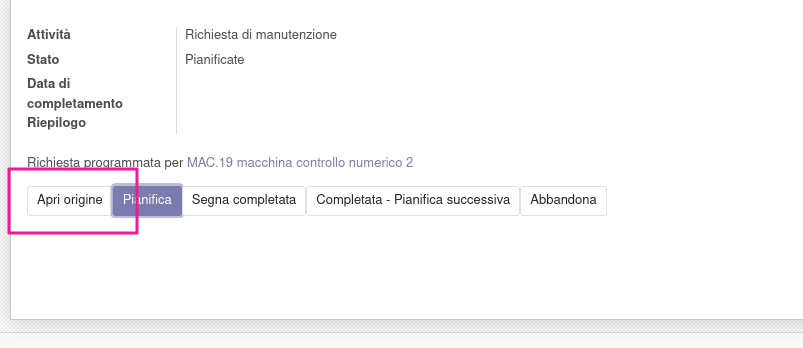 Attività Richiesta di manutenzione
Stato Pianificate
Data di
completamento
Riepilogo
Richiesta programmata per MAC.19 macchina controllo numerico 2
Apri origine Pianifica Segna completata Completata - Pianifica successiva Abbandona